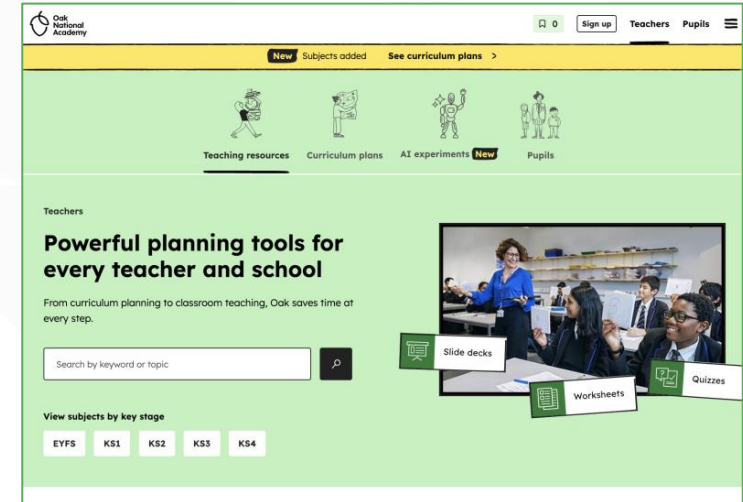 Oak
National
Academy
0
Sign up
Teachers
Pupils
New Subjects added See curriculum plans >
Teaching resources
Curriculum plans
AI experiments New
Pupils
Teachers
Powerful planning tools for
every teacher and school
From curriculum planning to classroom teaching, Oak saves time at
every step.
Search by keyword or topic
Slide decks
Worksheets
Quizzes
View subjects by key stage
EYFS
KS1
KS2
KS3
KS4